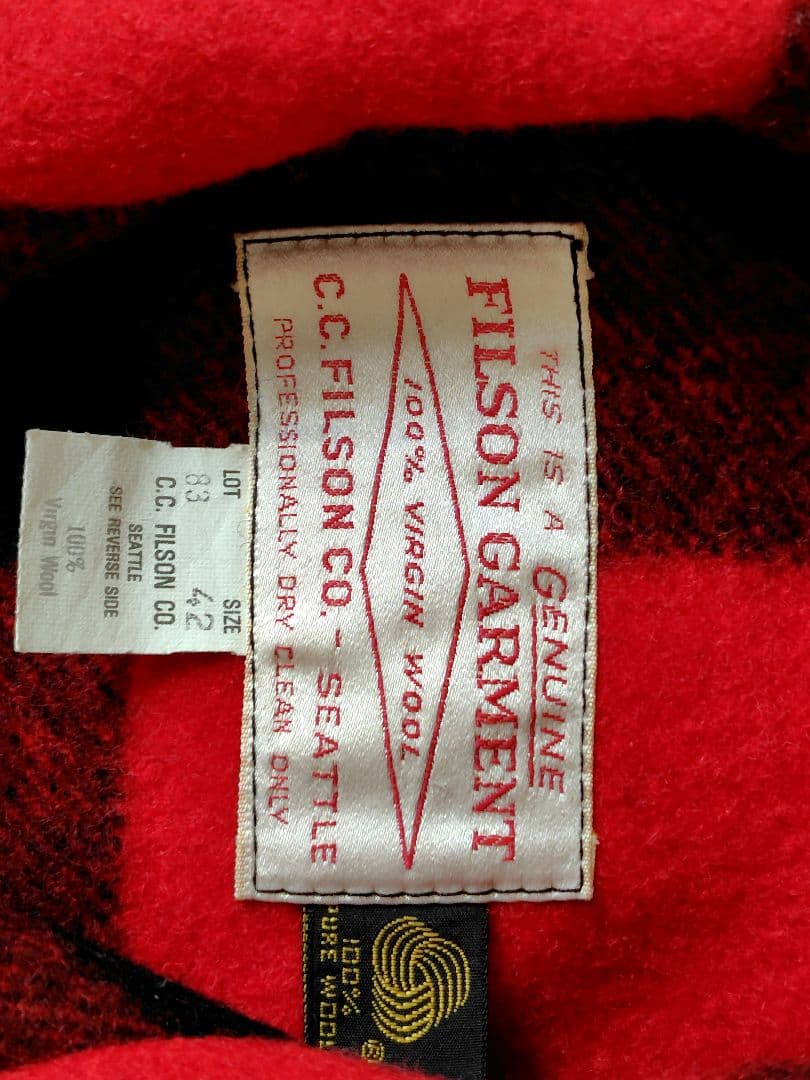 THIS IS A GENUINE
FILSON GARMENT
100% VIRGIN WOOL
C.C. FILSON CO. - SEATTLE
PROFESSIONALLY DRY CLEAN ONLY
LOT SIZE
83 42
C.C. FILSON CO.
SEATTLE
SEE REVERSE SIDE
100%
Virgin Wool
®
100%
PURE WOOL